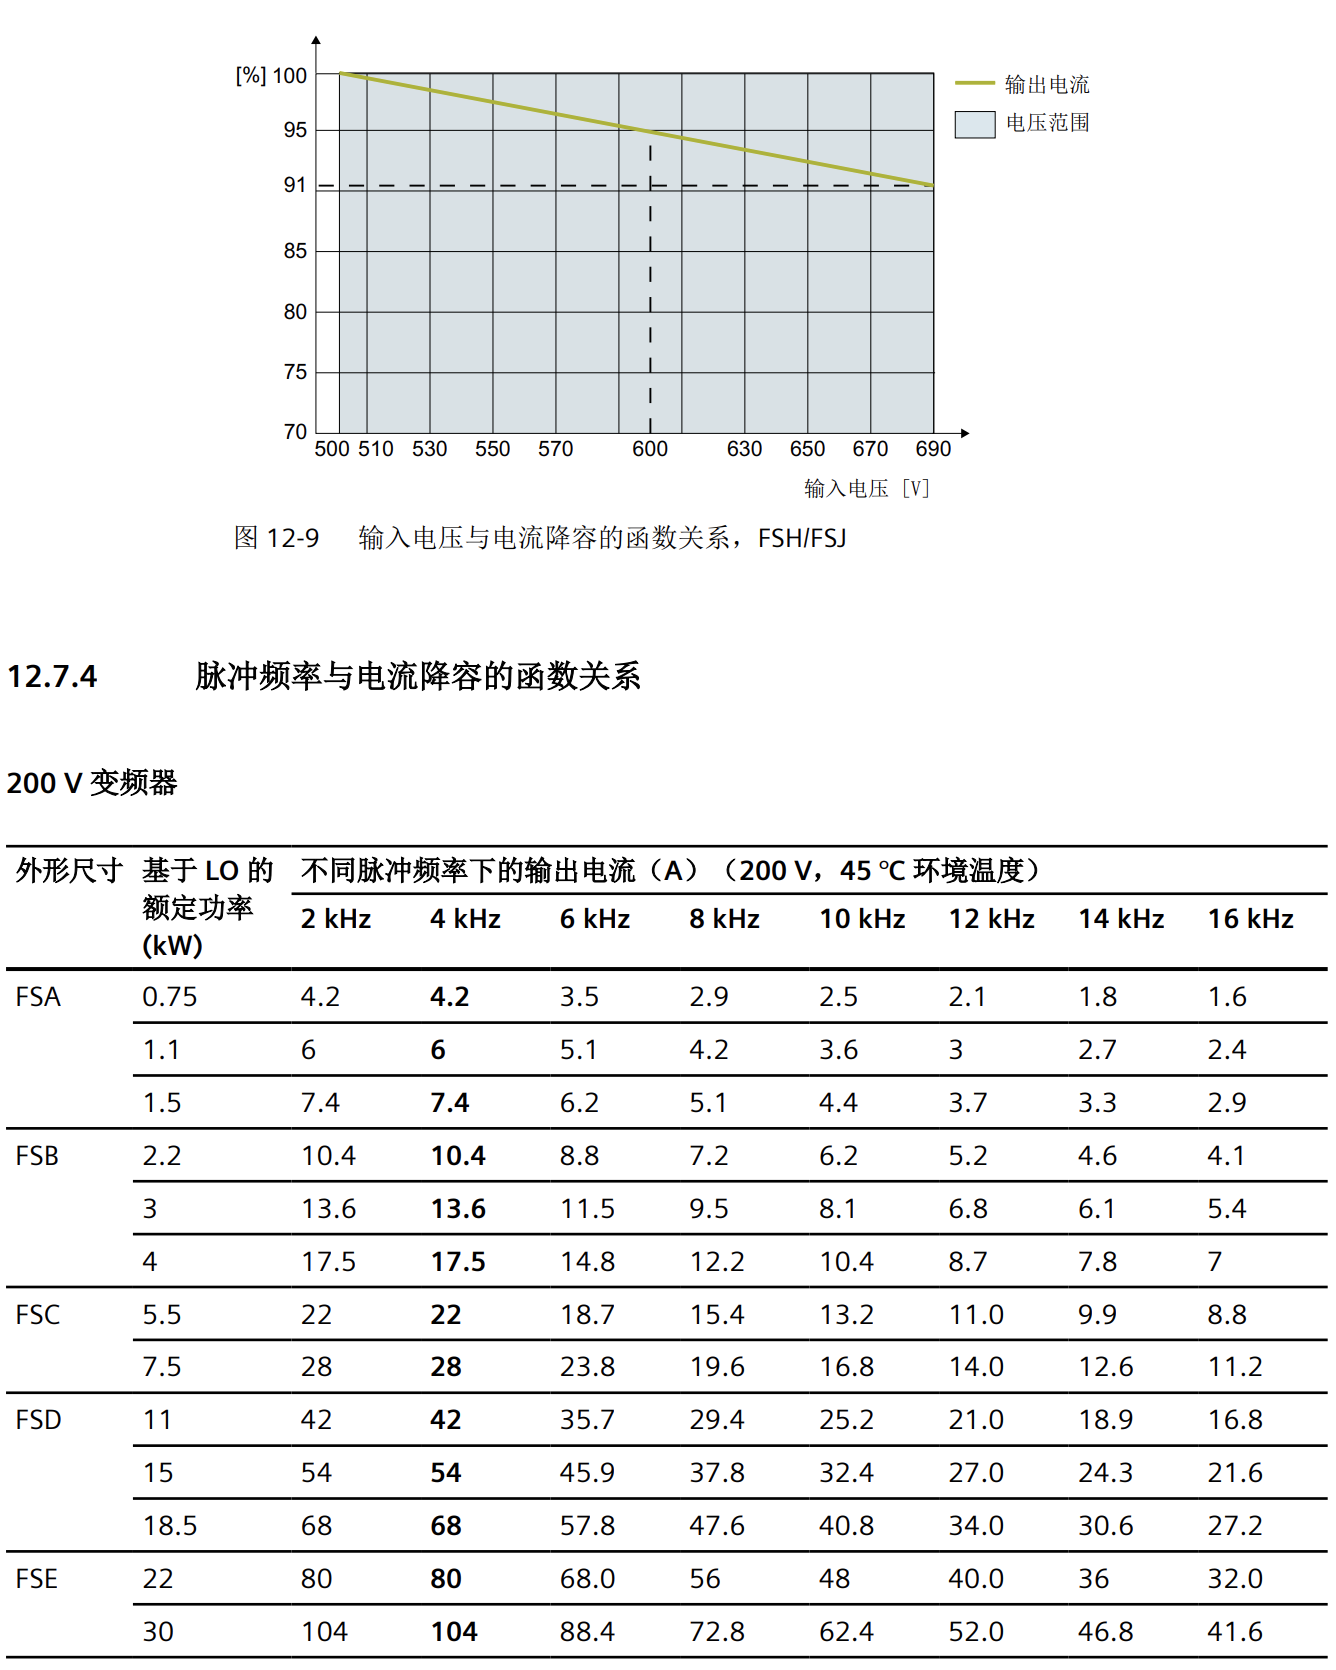 [%] 100
95
91
85
80
75
70
500 510 530 550 570 600 630 650 670 690
输入电压 [V]
输出电流
电压范围
图 12-9 输入电压与电流降容的函数关系，FSH/FSJ
12.7.4 脉冲频率与电流降容的函数关系
200 V 变频器
外形尺寸 基于 LO 的 不同脉冲频率下的输出电流（A）（200 V，45 °C 环境温度）
额定功率
(kW)
2 kHz 4 kHz 6 kHz 8 kHz 10 kHz 12 kHz 14 kHz 16 kHz
FSA 0.75 4.2 4.2 3.5 2.9 2.5 2.1 1.8 1.6
1.1 6 6 5.1 4.2 3.6 3 2.7 2.4
1.5 7.4 7.4 6.2 5.1 4.4 3.7 3.3 2.9
FSB 2.2 10.4 10.4 8.8 7.2 6.2 5.2 4.6 4.1
3 13.6 13.6 11.5 9.5 8.1 6.8 6.1 5.4
4 17.5 17.5 14.8 12.2 10.4 8.7 7.8 7
FSC 5.5 22 22 18.7 15.4 13.2 11.0 9.9 8.8
7.5 28 28 23.8 19.6 16.8 14.0 12.6 11.2
FSD 11 42 42 35.7 29.4 25.2 21.0 18.9 16.8
15 54 54 45.9 37.8 32.4 27.0 24.3 21.6
18.5 68 68 57.8 47.6 40.8 34.0 30.6 27.2
FSE 22 80 80 68.0 56 48 40.0 36 32.0
30 104 104 88.4 72.8 62.4 52.0 46.8 41.6